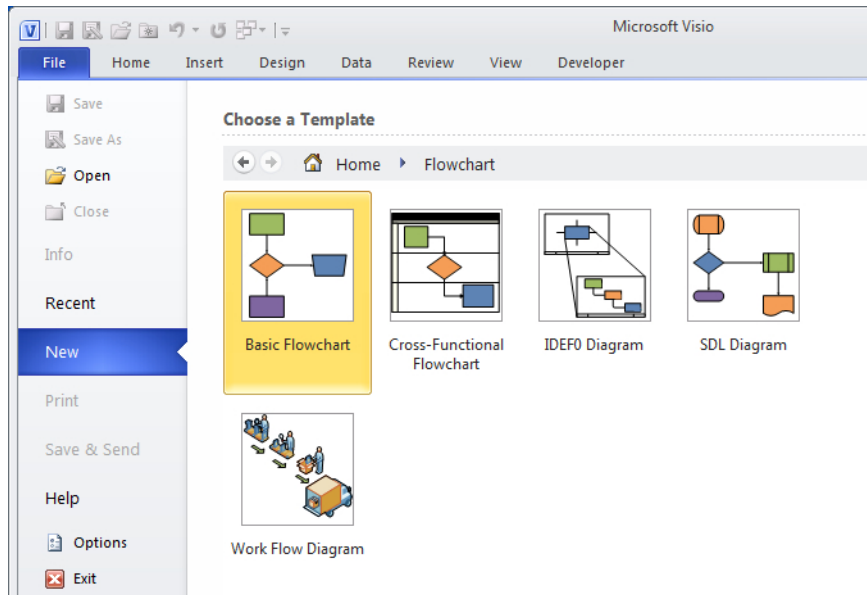 V
Microsoft Visio
File Home Insert Design Data Review View Developer
Save
Save As
Open
Close
Info
Recent
New
Print
Save & Send
Help
Options
Exit
Choose a Template
Home Flowchart
Basic Flowchart
Cross-Functional
Flowchart
IDEF0 Diagram
SDL Diagram
Work Flow Diagram